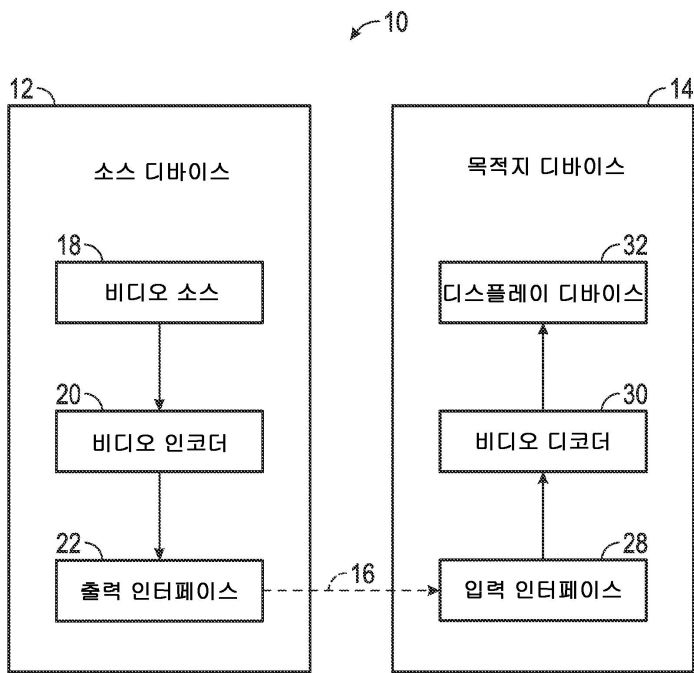 10
12
소스 디바이스
18
비디오 소스
20
비디오 인코더
22
출력 인터페이스
16
14
목적지 디바이스
32
디스플레이 디바이스
30
비디오 디코더
28
입력 인터페이스